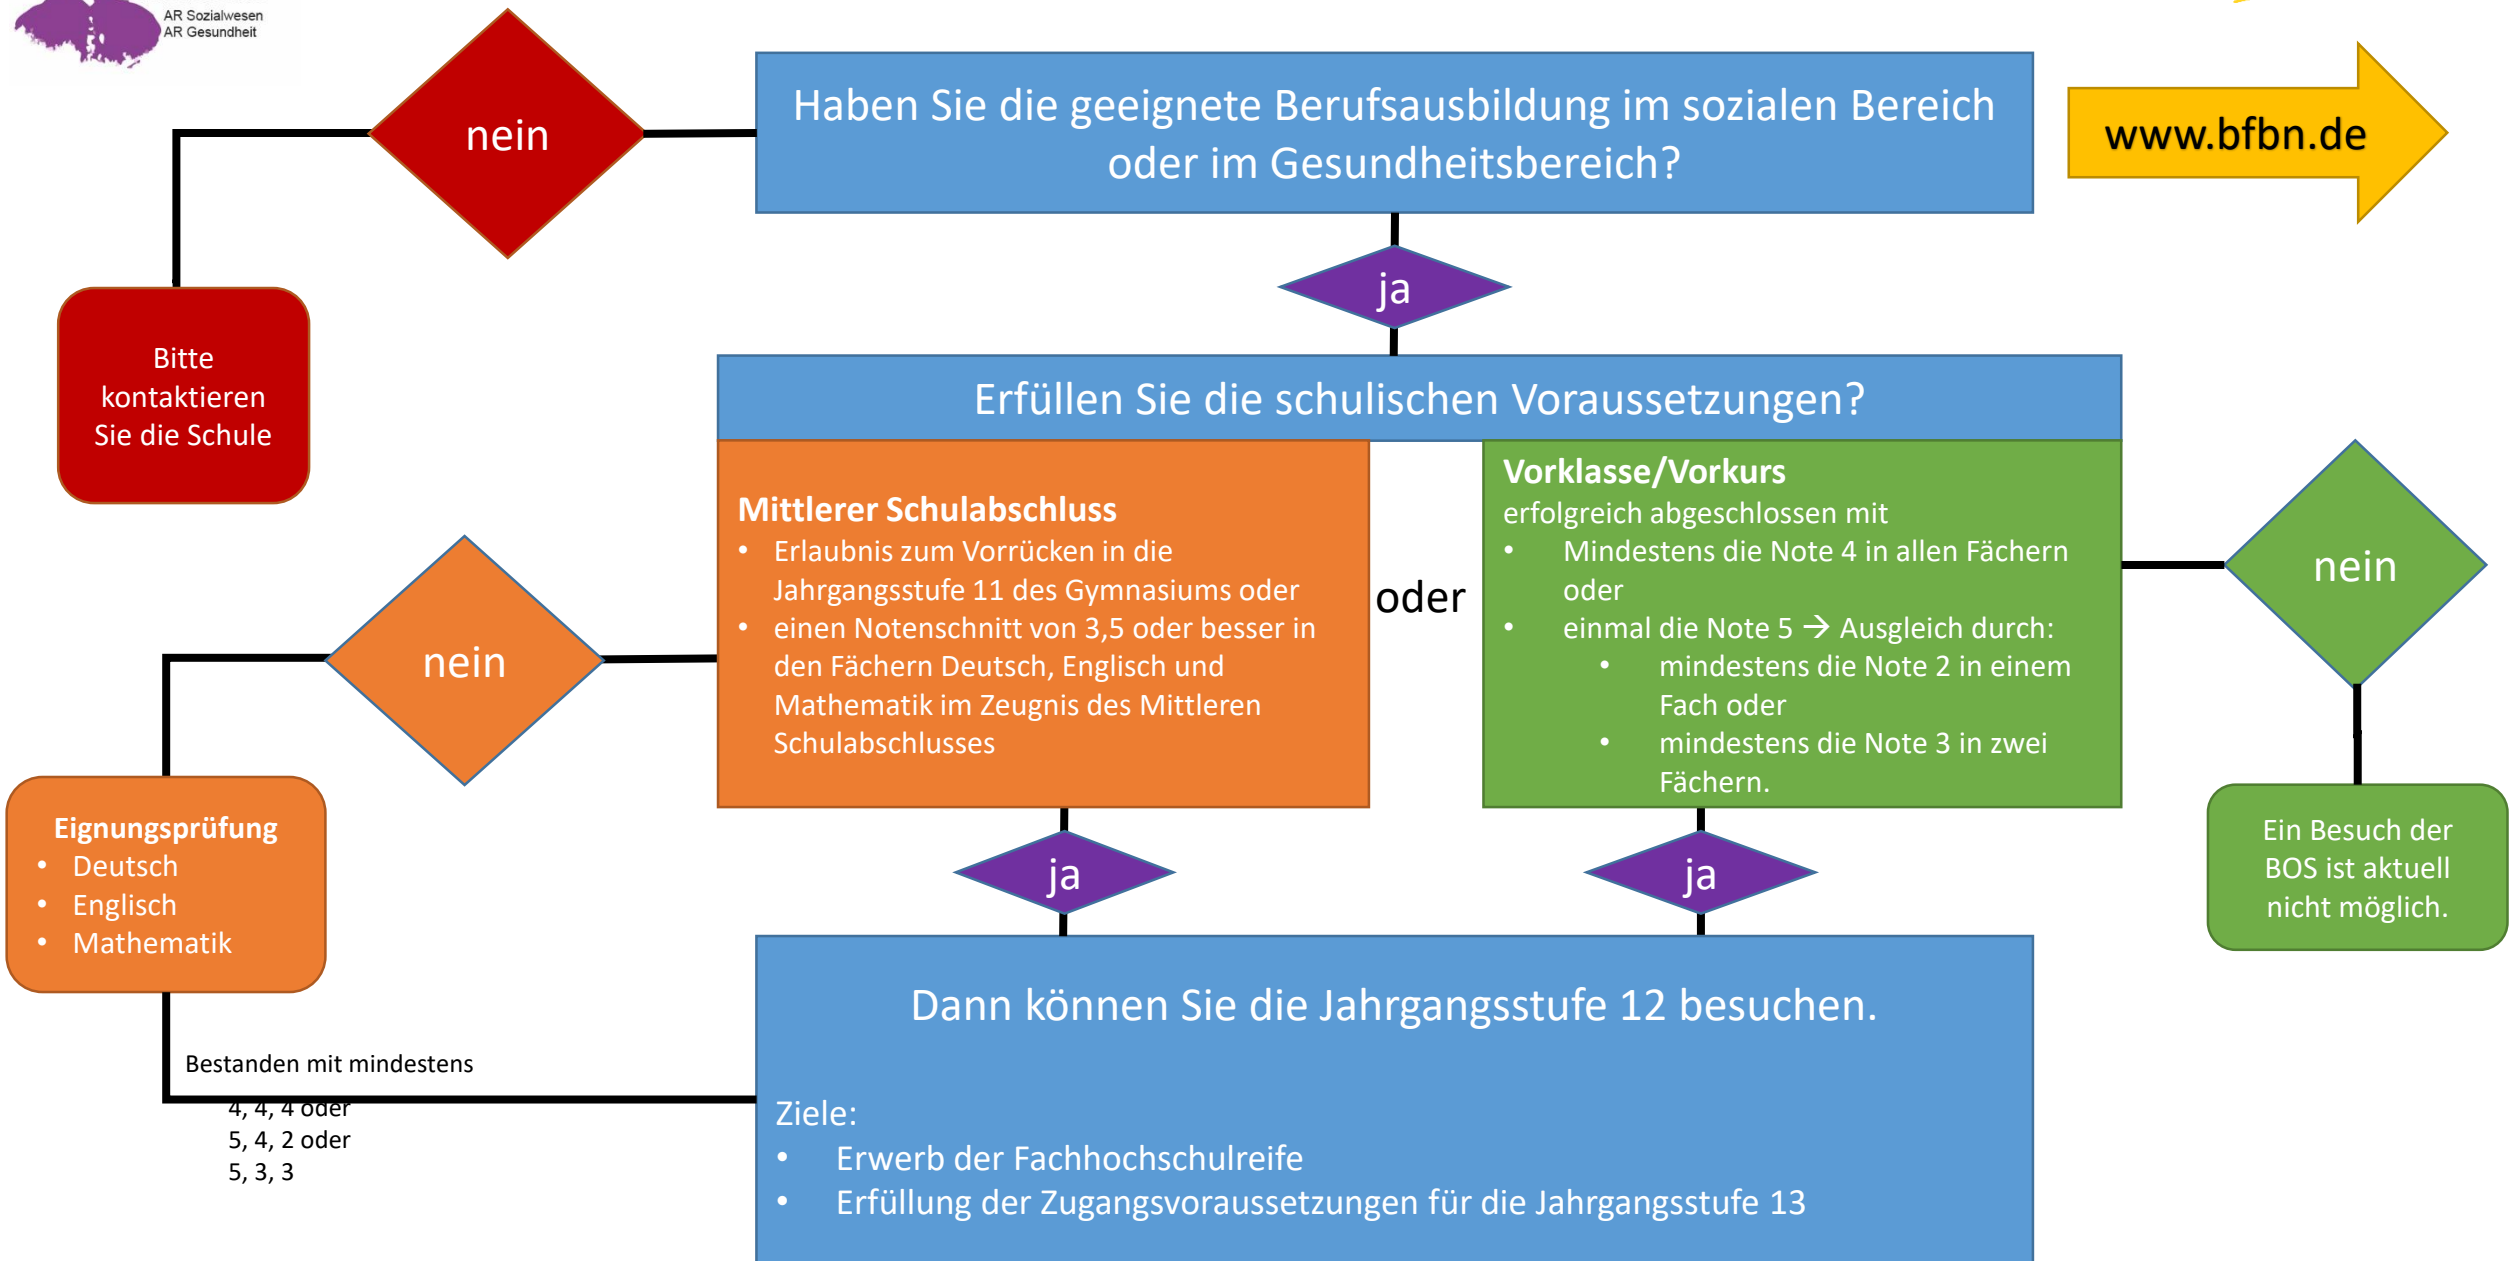 AR Sozialwesen
AR Gesundheit
nein
Haben Sie die geeignete Berufsausbildung im sozialen Bereich
oder im Gesundheitsbereich?
www.bfbn.de
ja
Bitte
kontaktieren
Sie die Schule
Erfüllen Sie die schulischen Voraussetzungen?
nein
Mittlerer Schulabschluss
• Erlaubnis zum Vorrücken in die
Jahrgangsstufe 11 des Gymnasiums oder
• einen Notenschnitt von 3,5 oder besser in
den Fächern Deutsch, Englisch und
Mathematik im Zeugnis des Mittleren
Schulabschlusses
oder
Vorklasse/Vorkurs
erfolgreich abgeschlossen mit
• Mindestens die Note 4 in allen Fächern
oder
• einmal die Note 5 → Ausgleich durch:
• mindestens die Note 2 in einem
Fach oder
• mindestens die Note 3 in zwei
Fächern.
nein
Eignungsprüfung
• Deutsch
• Englisch
• Mathematik
ja
ja
Ein Besuch der
BOS ist aktuell
nicht möglich.
Bestanden mit mindestens
4, 4, 4 oder
5, 4, 2 oder
5, 3, 3
Dann können Sie die Jahrgangsstufe 12 besuchen.
Ziele:
• Erwerb der Fachhochschulreife
• Erfüllung der Zugangsvoraussetzungen für die Jahrgangsstufe 13